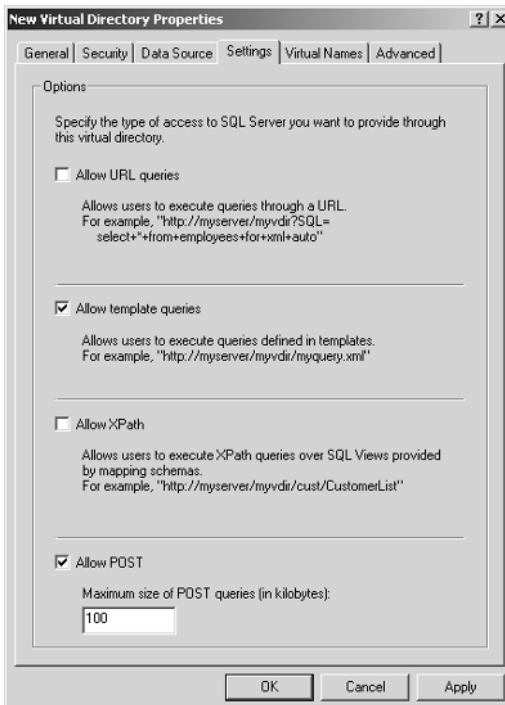 New Virtual Directory Properties
General Security Data Source Settings Virtual Names Advanced
Options
Specify the type of access to SQL Server you want to provide through
this virtual directory.
Allow URL queries
Allows users to execute queries through a URL.
For example, "http://myserver/myvdir?SQL=
select+*+from+employees+for+xml+auto"
Allow template queries
Allows users to execute queries defined in templates.
For example, "http://myserver/myvdir/myquery.xml"
Allow XPath
Allows users to execute XPath queries over SQL Views provided
by mapping schemas.
For example, "http://myserver/myvdir/cust/CustomerList"
Allow POST
Maximum size of POST queries (in kilobytes):
100
OK Cancel Apply